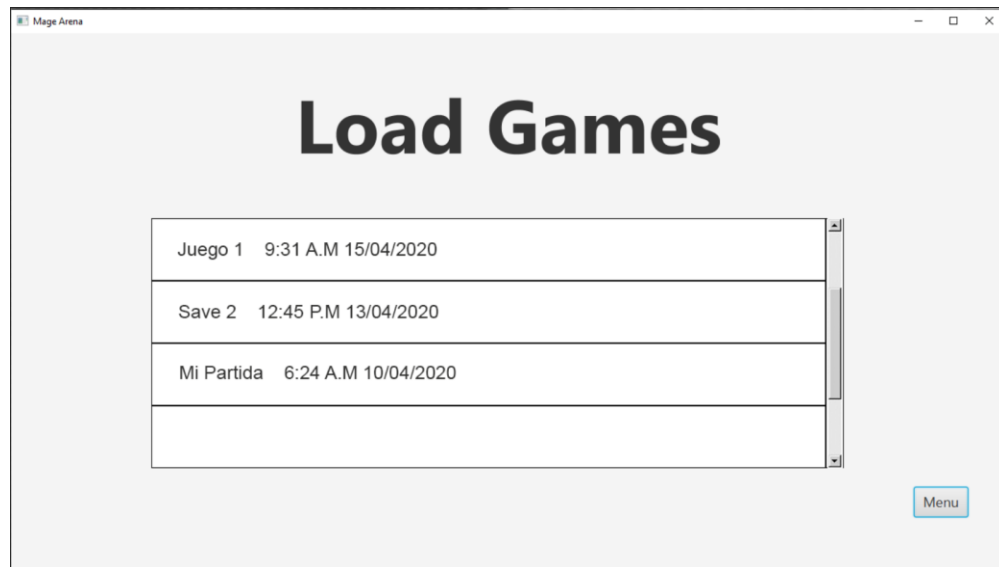 Mage Arena
Load Games
Juego 1 9:31 A.M 15/04/2020
Save 2 12:45 P.M 13/04/2020
Mi Partida 6:24 A.M 10/04/2020
Menu